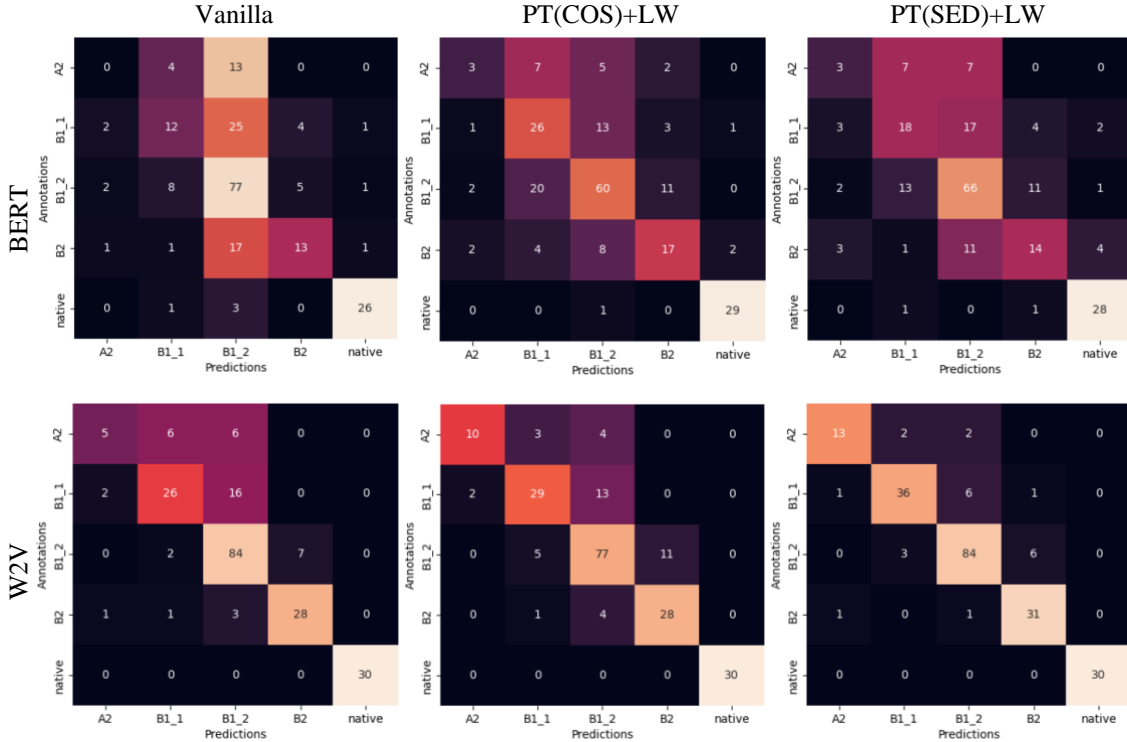 Vanilla PT(COS)+LW PT(SED)+LW
BERT
Annotations
A2 0 4 13 0 0
B1_1 2 12 25 4 1
B1_2 2 8 77 5 1
B2 1 1 17 13 1
native 0 1 3 0 26
A2 B1_1 B1_2 B2 native
Predictions
Annotations
A2 3 7 5 2 0
B1_1 1 26 13 3 1
B1_2 2 20 60 11 0
B2 2 4 8 17 2
native 0 0 1 0 29
A2 B1_1 B1_2 B2 native
Predictions
Annotations
A2 3 7 7 0 0
B1_1 3 18 17 4 2
B1_2 2 13 66 11 1
B2 3 1 11 14 4
native 0 1 0 1 28
A2 B1_1 B1_2 B2 native
Predictions
W2V
Annotations
A2 5 6 6 0 0
B1_1 2 26 16 0 0
B1_2 0 2 84 7 0
B2 1 1 3 28 0
native 0 0 0 0 30
A2 B1_1 B1_2 B2 native
Predictions
Annotations
A2 10 3 4 0 0
B1_1 2 29 13 0 0
B1_2 0 5 77 11 0
B2 0 1 4 28 0
native 0 0 0 0 30
A2 B1_1 B1_2 B2 native
Predictions
Annotations
A2 13 2 2 0 0
B1_1 1 36 6 1 0
B1_2 0 3 84 6 0
B2 1 0 1 31 0
native 0 0 0 0 30
A2 B1_1 B1_2 B2 native
Predictions